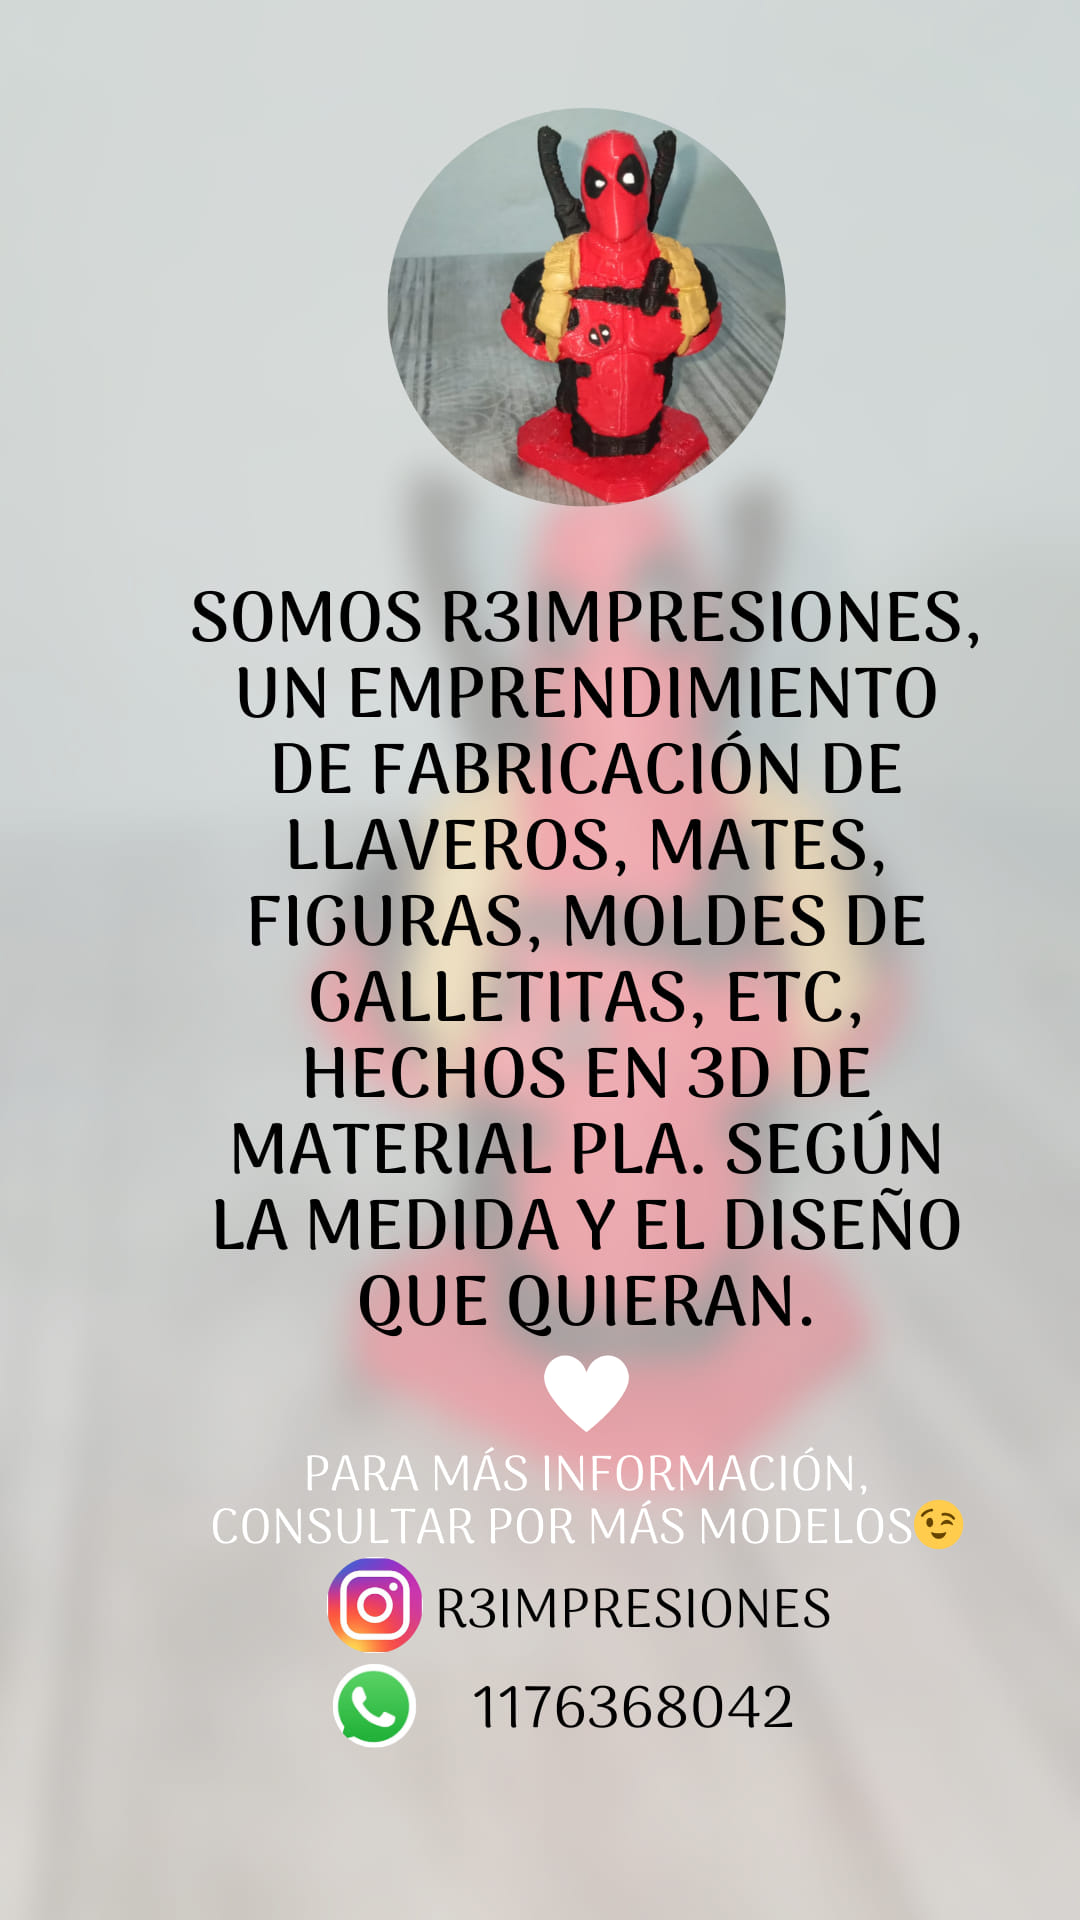 SOMOS R3IMPRESIONES,
UN EMPRENDIMIENTO
DE FABRICACIÓN DE
LLAVEROS, MATES,
FIGURAS, MOLDES DE
GALLETITAS, ETC,
HECHOS EN 3D DE
MATERIAL PLA. SEGÚN
LA MEDIDA Y EL DISEÑO
QUE QUIERAN.
PARA MÁS INFORMACIÓN,
CONSULTAR POR MÁS MODELOS😉
R3IMPRESIONES
1176368042